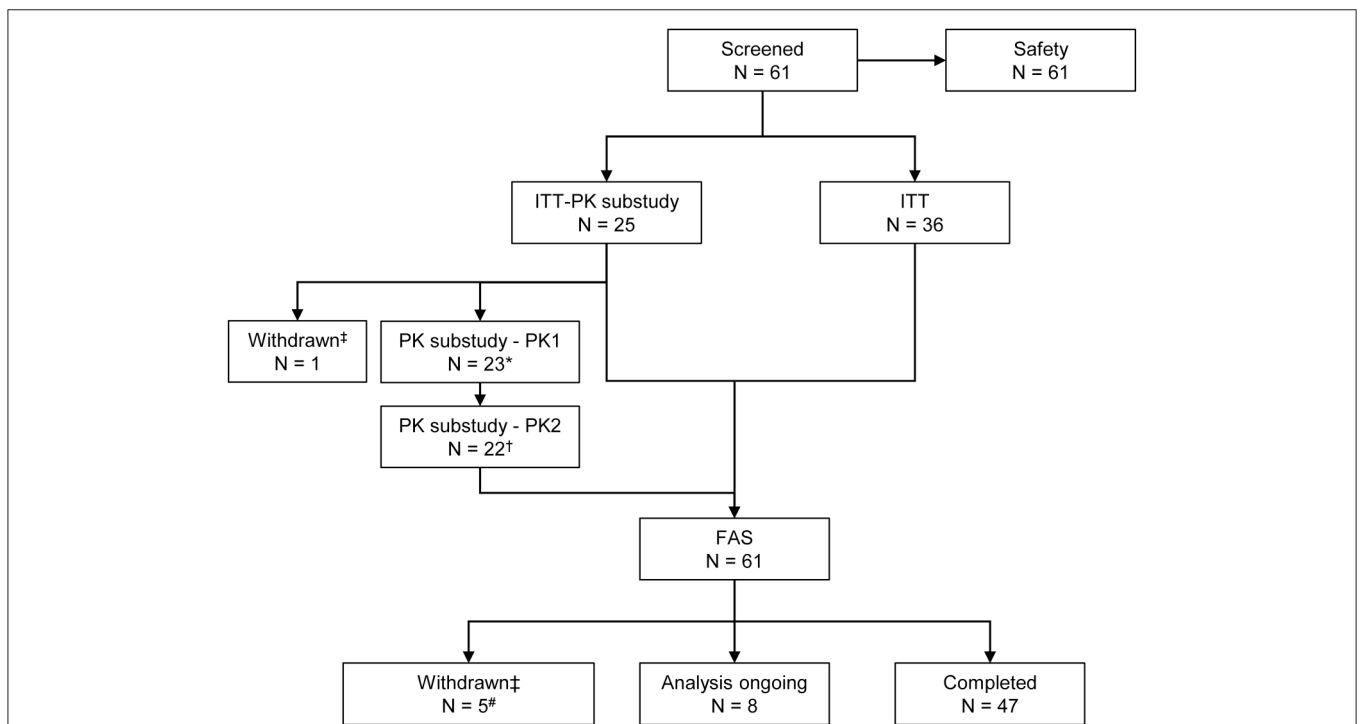 Screened
N = 61
Safety
N = 61
ITT-PK substudy
N = 25
ITT
N = 36
Withdrawn‡
N = 1
PK substudy - PK1
N = 23*
PK substudy - PK2
N = 22†
FAS
N = 61
Withdrawn‡
N = 5#
Analysis ongoing
N = 8
Completed
N = 47